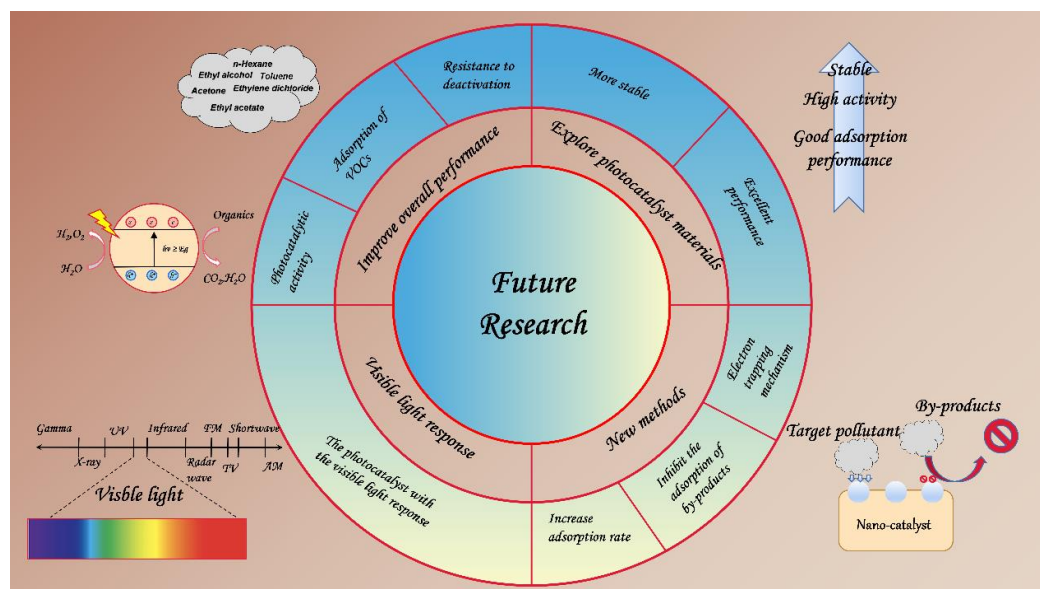 n-Hexane
Ethyl alcohol Toluene
Acetone Ethylene dichloride
Ethyl acetate
Resistance to
deactivation
More stable
Stable
High activity
Good adsorption
performance
Adsorption of
VOCs
Improve overall performance
Explore photocatalyst materials
Excellent
performance
Photocatalytic
activity
H₂O₂
H₂O
e⁻ e⁻ e⁻
hv ≥ Eg
h⁺ h⁺ h⁺
Organics
CO₂,H₂O
Future
Research
Visible light response
The photocatalyst with
the visible light response
New methods
Electron
trapping
mechanism
Inhibit the
adsorption of
by-products
Increase
adsorption rate
Gamma UV Infrared FM Shortwave
X-ray Radar
wave TV AM
Visble light
By-products
Target pollutant
Nano-catalyst